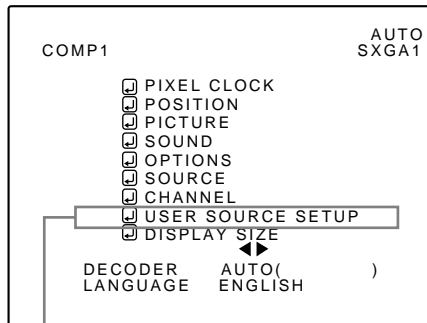 AUTO
COMP1 SXGA1
PIXEL CLOCK
POSITION
PICTURE
SOUND
OPTIONS
SOURCE
CHANNEL
USER SOURCE SETUP
DISPLAY SIZE
DECODER AUTO( )
LANGUAGE ENGLISH